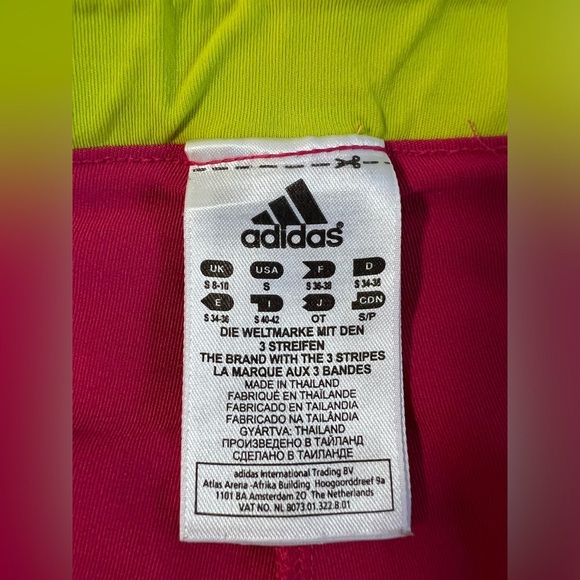 adidas
UK USA F D
S 8-10 S S 36-38 S 34-36
E I J CDN
S 34-36 S 40-42 OT S/P
DIE WELTMARKE MIT DEN
3 STREIFEN
THE BRAND WITH THE 3 STRIPES
LA MARQUE AUX 3 BANDES
MADE IN THAILAND
FABRIQUÉ EN THAÏLANDE
FABRICADO EN TAILANDIA
FABRICADO NA TAILÂNDIA
GYÁRTVA: THAILAND
ПРОИЗВЕДЕНО В ТАЙЛАНД
СДЕЛАНО В ТАИЛАНДЕ
adidas International Trading BV
Atlas Arena -Afrika Building Hoogoorddreef 9a
1101 BA Amsterdam ZO The Netherlands
VAT NO. NL 8073.01.322.B.01